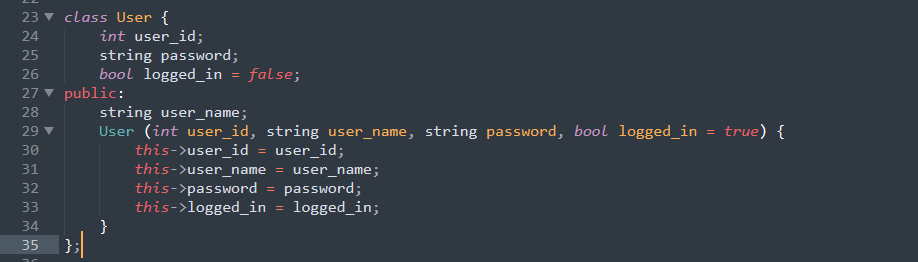 23 class User {
24 int user_id;
25 string password;
26 bool logged_in = false;
27 public:
28 string user_name;
29 User (int user_id, string user_name, string password, bool logged_in = true) {
30 this->user_id = user_id;
31 this->user_name = user_name;
32 this->password = password;
33 this->logged_in = logged_in;
34 }
35 };